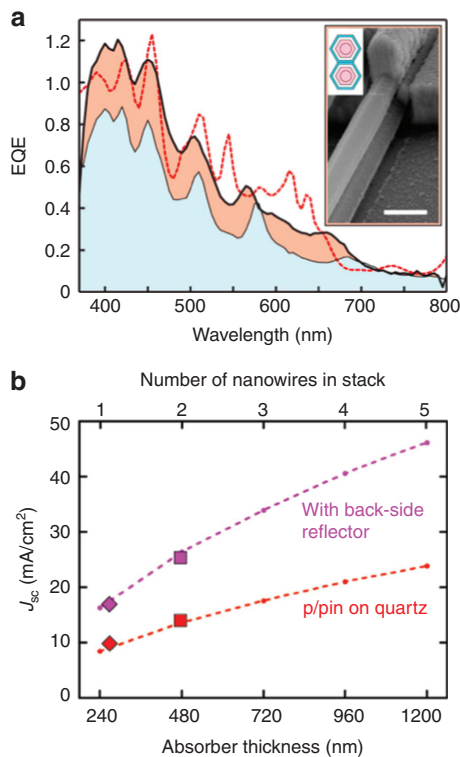 a
1.2
1.0
0.8
0.6
0.4
0.2
0
EQE
400
500
600
700
800
Wavelength (nm)
b
Number of nanowires in stack
1
2
3
4
5
50
40
30
20
10
0
Jsc (mA/cm²)
With back-side
reflector
p/pin on quartz
240
480
720
960
1200
Absorber thickness (nm)